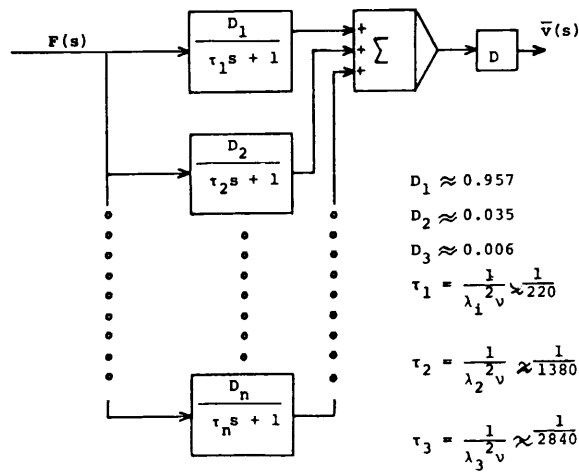 F(s)
D₁
τ₁s + 1
+
+
+
Σ
D
v̄(s)
D₂
τ₂s + 1
D₁ ≈ 0.957
D₂ ≈ 0.035
D₃ ≈ 0.006
τ₁ = 1/λᵢ²ν ≈ 1/220
τ₂ = 1/λ₂²ν ≈ 1/1380
Dₙ
τₙs + 1
τ₃ = 1/λ₃²ν ≈ 1/2840